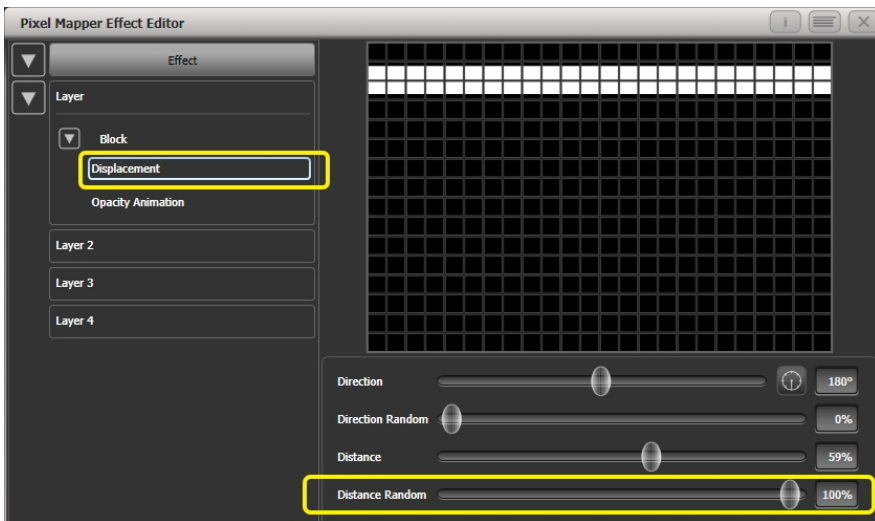 Pixel Mapper Effect Editor
Effect
Layer
Block
Displacement
Opacity Animation
Layer 2
Layer 3
Layer 4
Direction 180°
Direction Random 0%
Distance 59%
Distance Random 100%